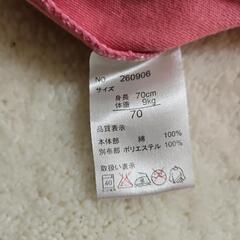 NO 260906
サイズ
身長 70cm
体重 9kg
70
品質表示
本体部 綿 100%
別布部 ポリエステル 100%
取扱い表示
40